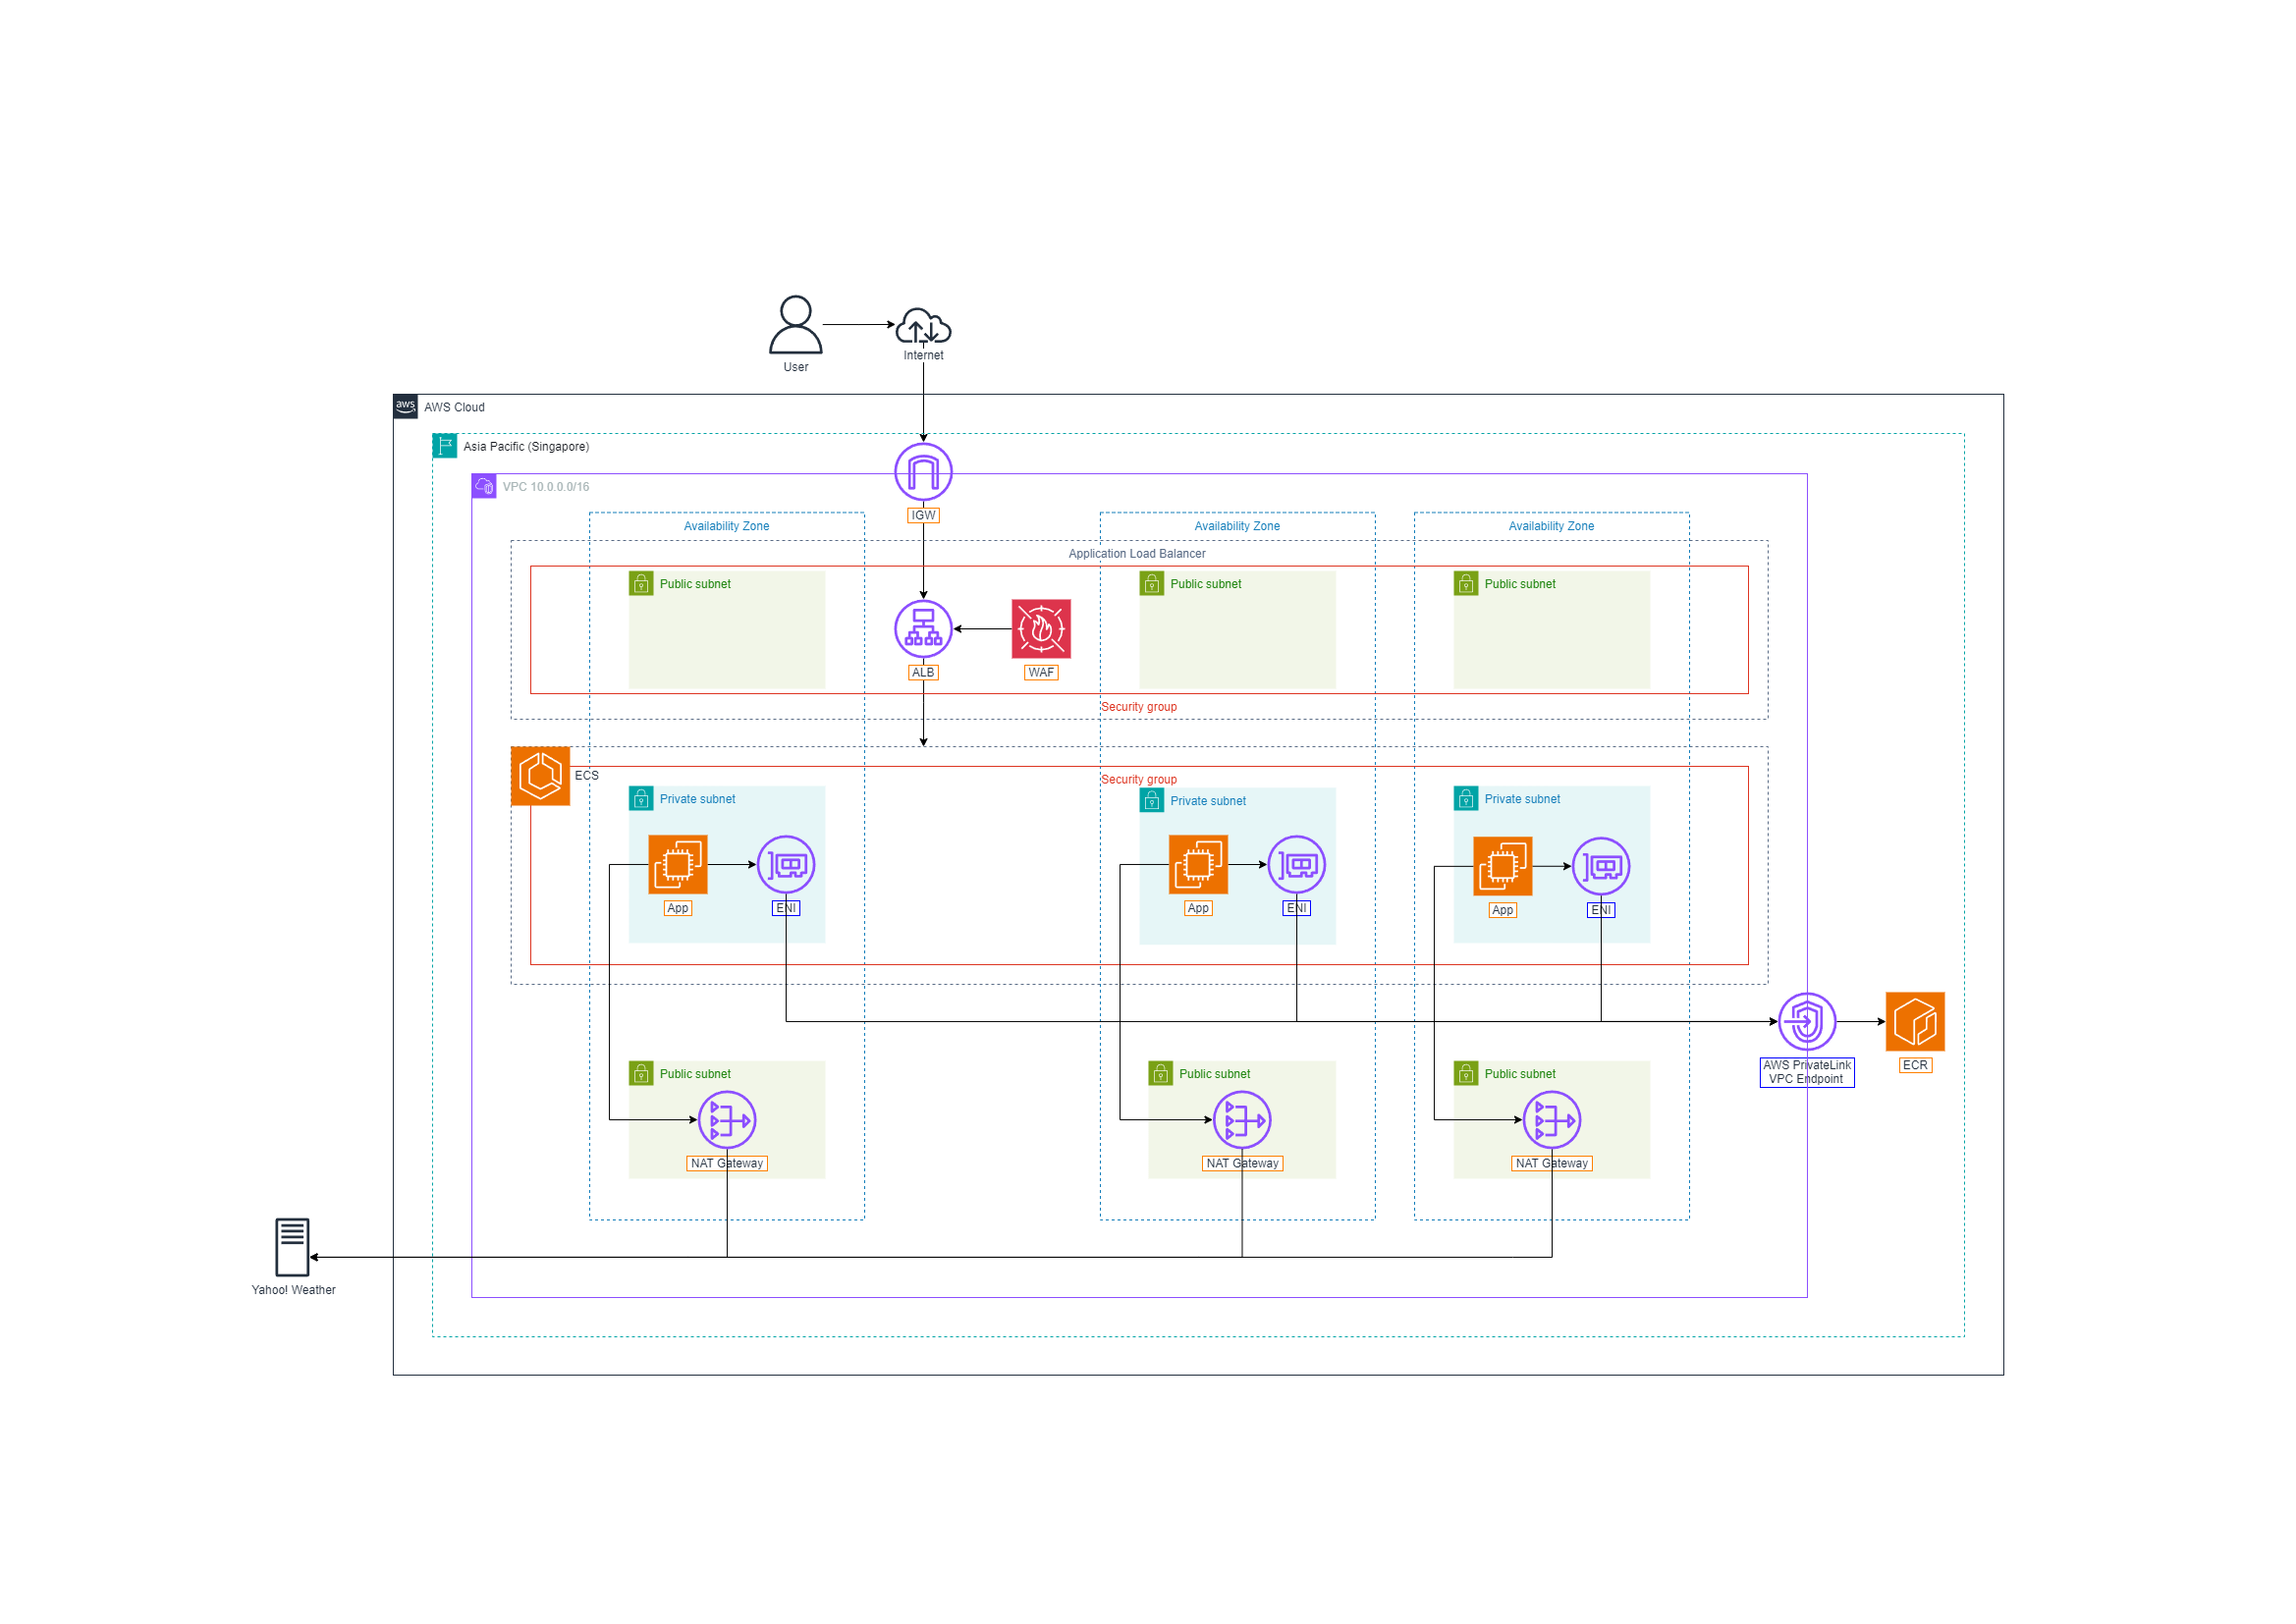 User
Internet
aws
AWS Cloud
Asia Pacific (Singapore)
VPC 10.0.0.0/16
IGW
Availability Zone
Availability Zone
Availability Zone
Application Load Balancer
Public subnet
Public subnet
Public subnet
ALB
WAF
Security group
ECS
Security group
Private subnet
Private subnet
Private subnet
App
ENI
App
ENI
App
ENI
AWS PrivateLink
VPC Endpoint
ECR
Public subnet
Public subnet
Public subnet
NAT Gateway
NAT Gateway
NAT Gateway
Yahoo! Weather